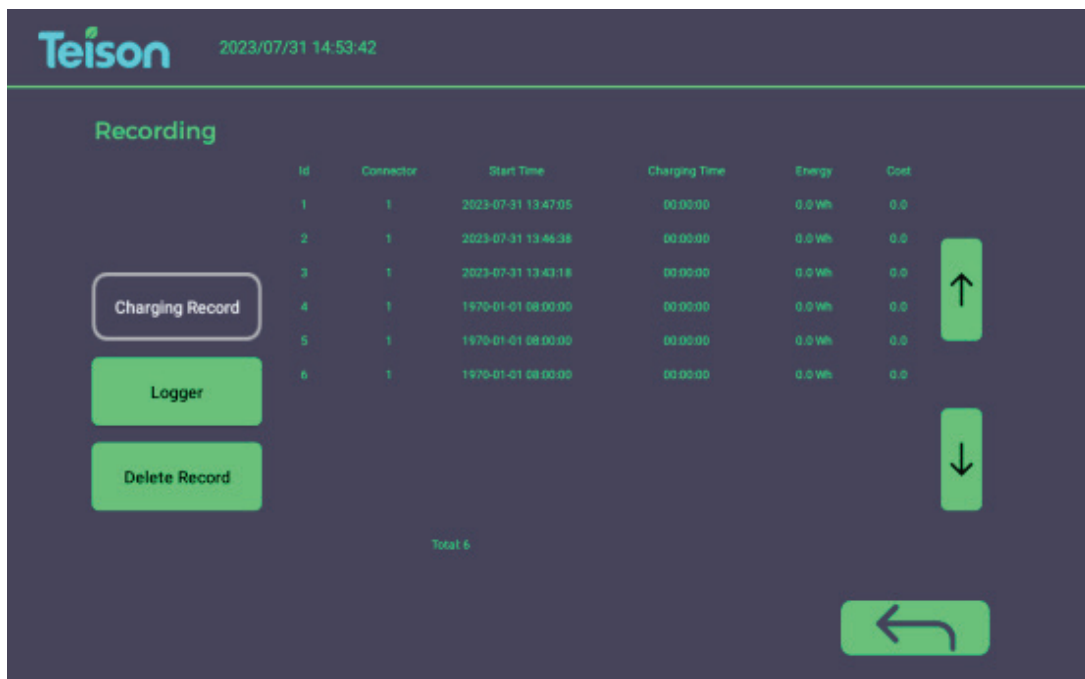 Teison
2023/07/31 14:53:42
Recording
Id Connector Start Time Charging Time Energy Cost
1 1 2023-07-31 13:47:05 00:00:00 0.0 Wh 0.0
2 1 2023-07-31 13:46:38 00:00:00 0.0 Wh 0.0
3 1 2023-07-31 13:43:18 00:00:00 0.0 Wh 0.0
4 1 1970-01-01 08:00:00 00:00:00 0.0 Wh 0.0
5 1 1970-01-01 08:00:00 00:00:00 0.0 Wh 0.0
6 1 1970-01-01 08:00:00 00:00:00 0.0 Wh 0.0
Charging Record
Logger
Delete Record
Total: 6